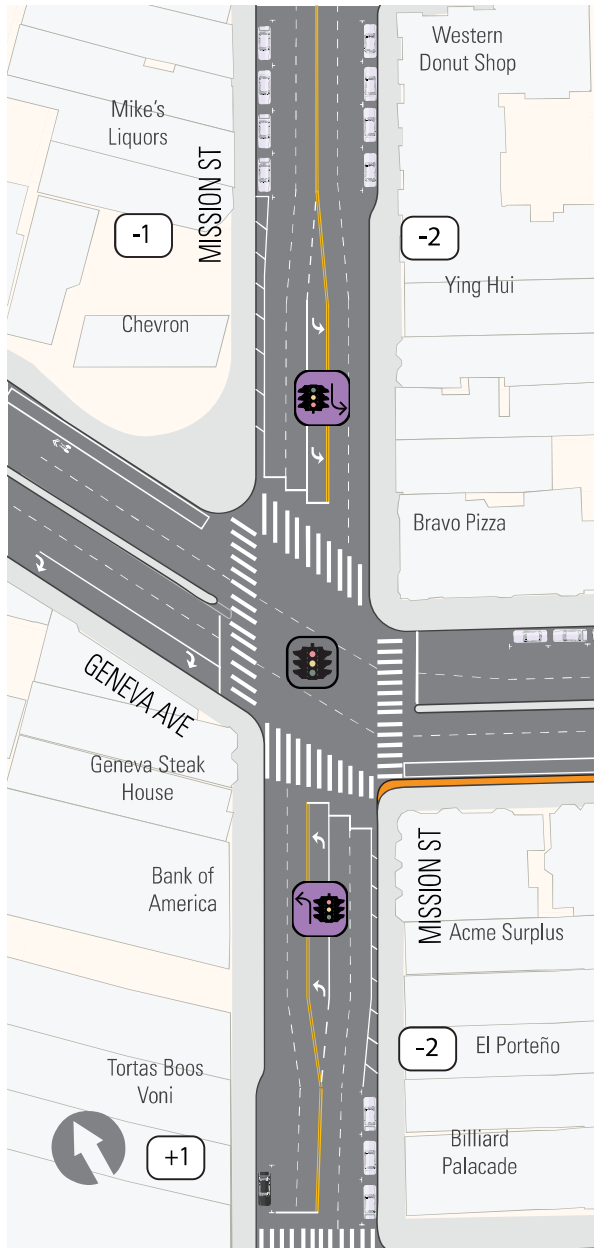 Western
Donut Shop
Mike's
Liquors
MISSION ST
-1
-2
Ying Hui
Chevron
Bravo Pizza
GENEVA AVE
Geneva Steak
House
Bank of
America
MISSION ST
Acme Surplus
-2
El Porteño
Tortas Boos
Voni
+1
Billiard
Palacade